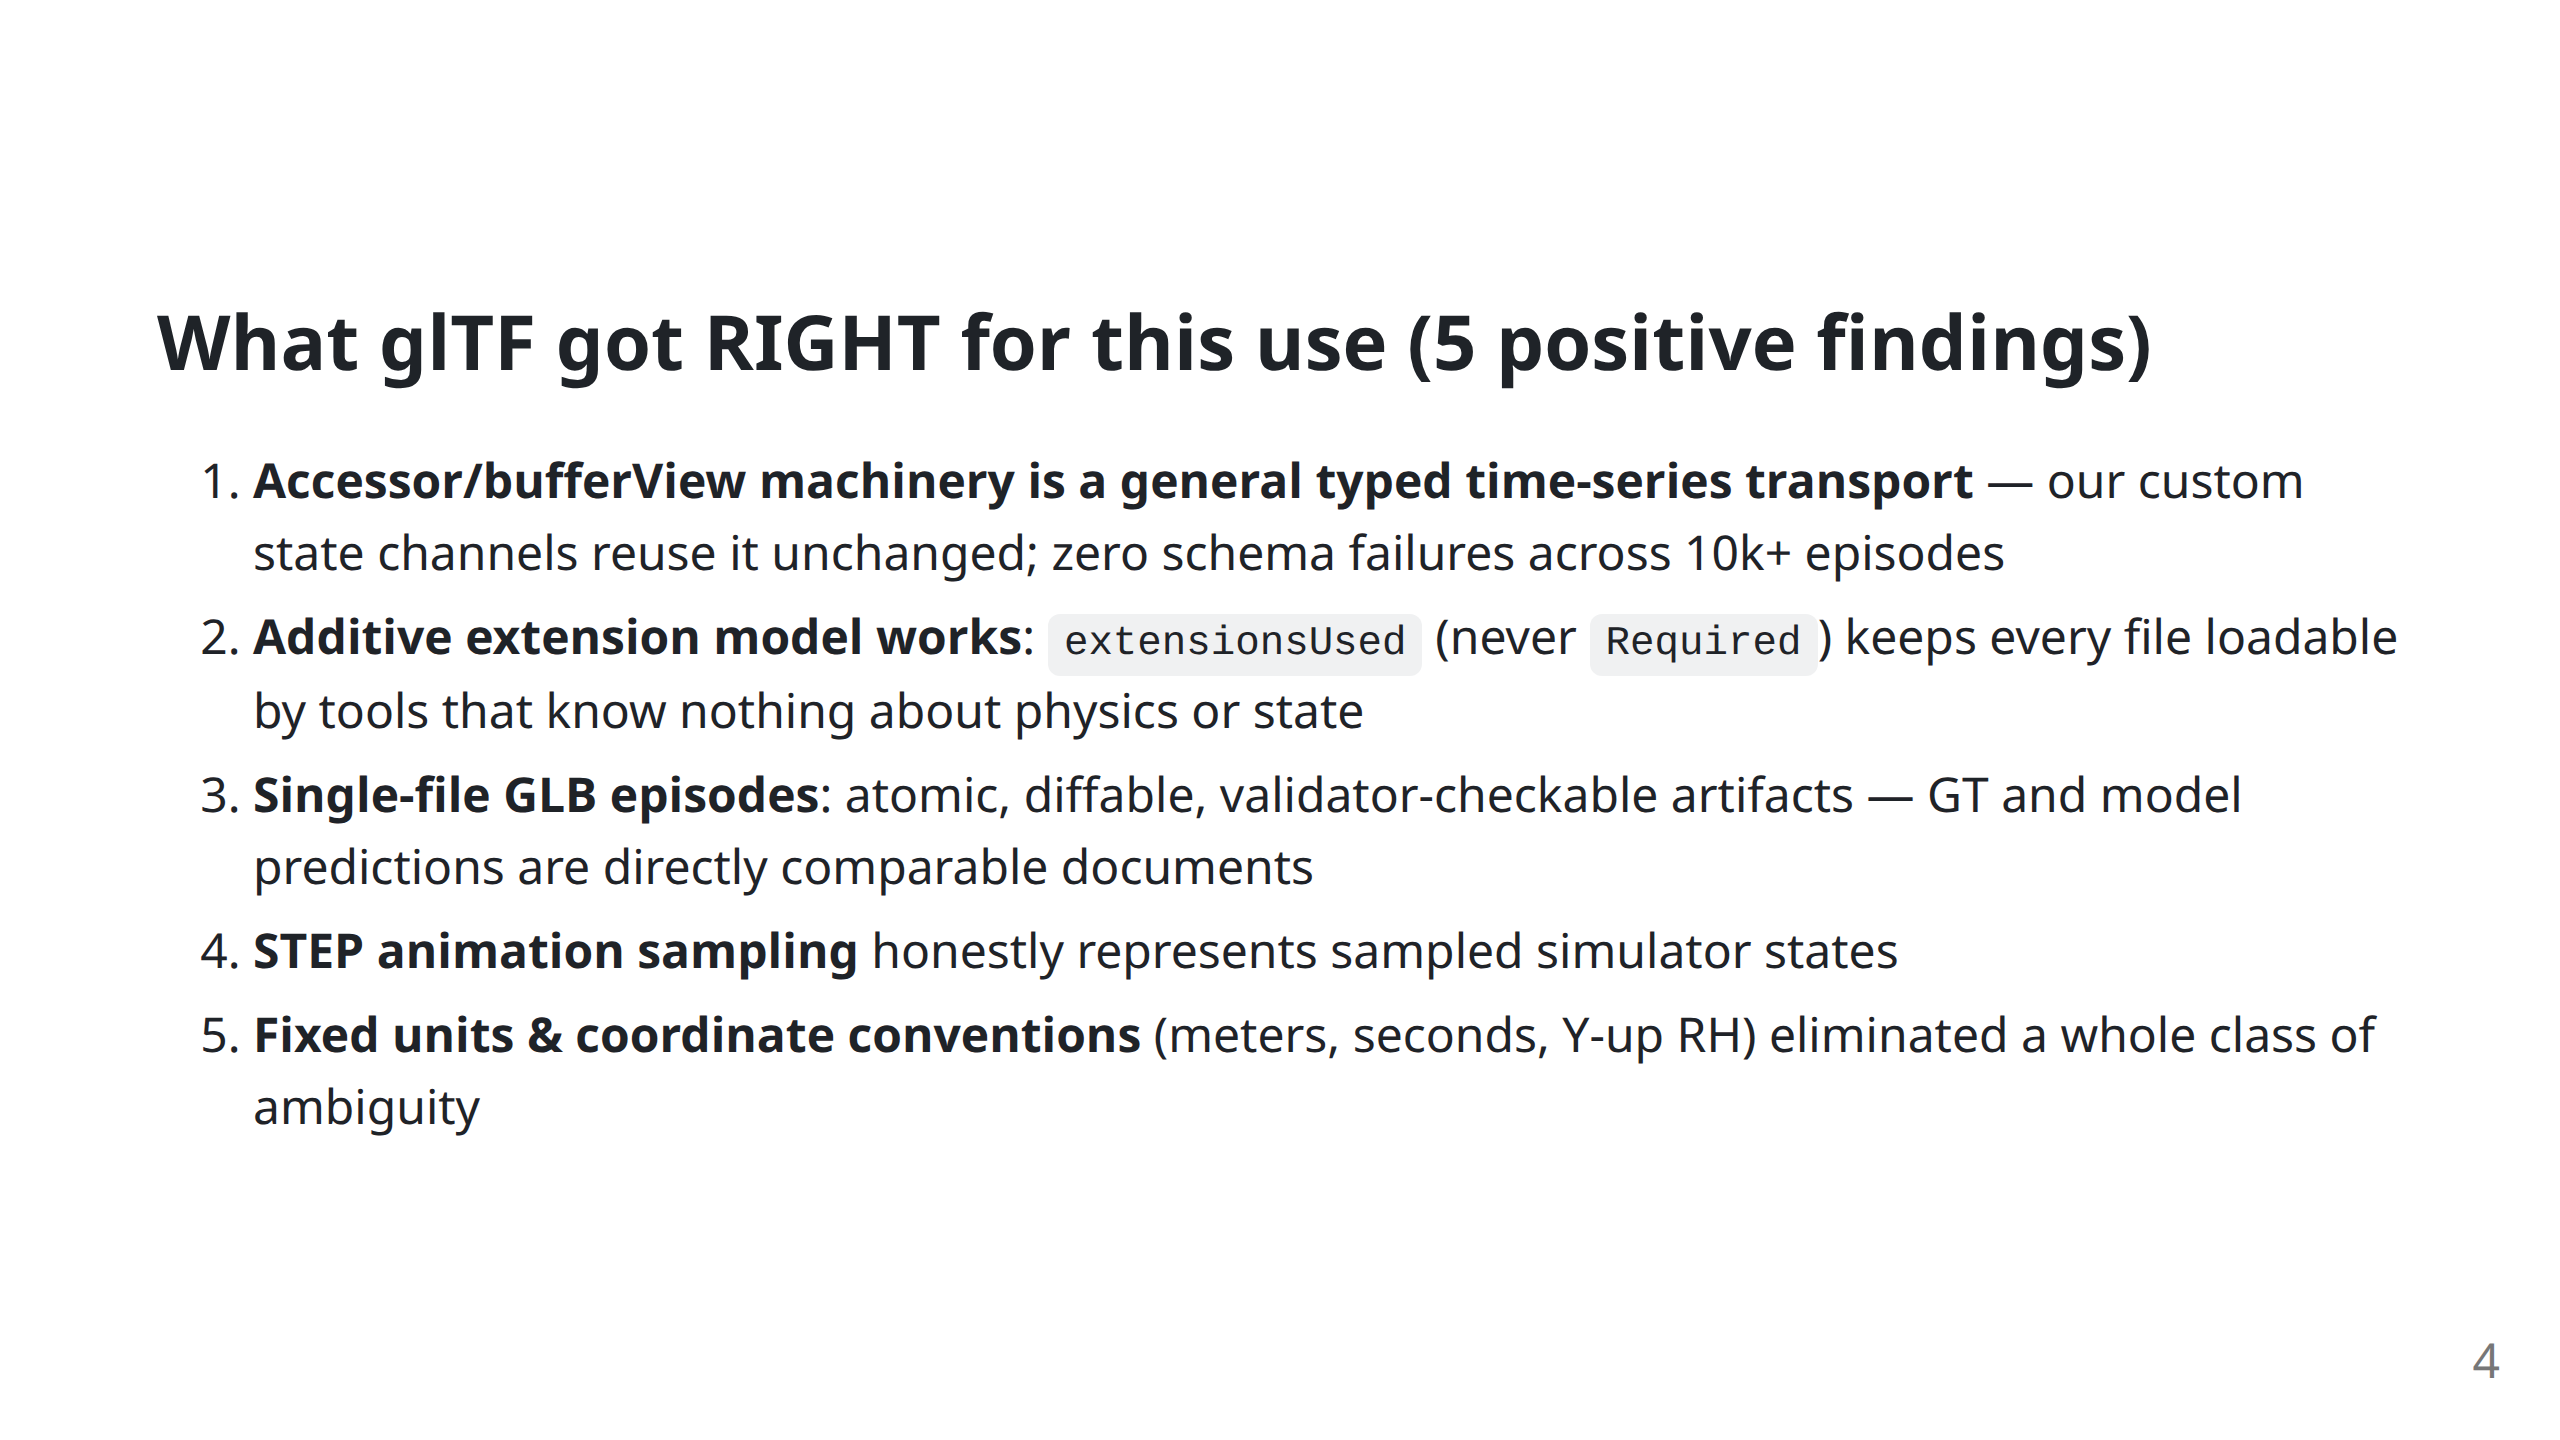 What glTF got RIGHT for this use (5 positive findings)
1. Accessor/bufferView machinery is a general typed time-series transport — our custom
state channels reuse it unchanged; zero schema failures across 10k+ episodes
2. Additive extension model works: extensionsUsed (never Required) keeps every file loadable
by tools that know nothing about physics or state
3. Single-file GLB episodes: atomic, diffable, validator-checkable artifacts — GT and model
predictions are directly comparable documents
4. STEP animation sampling honestly represents sampled simulator states
5. Fixed units & coordinate conventions (meters, seconds, Y-up RH) eliminated a whole class of
ambiguity
4